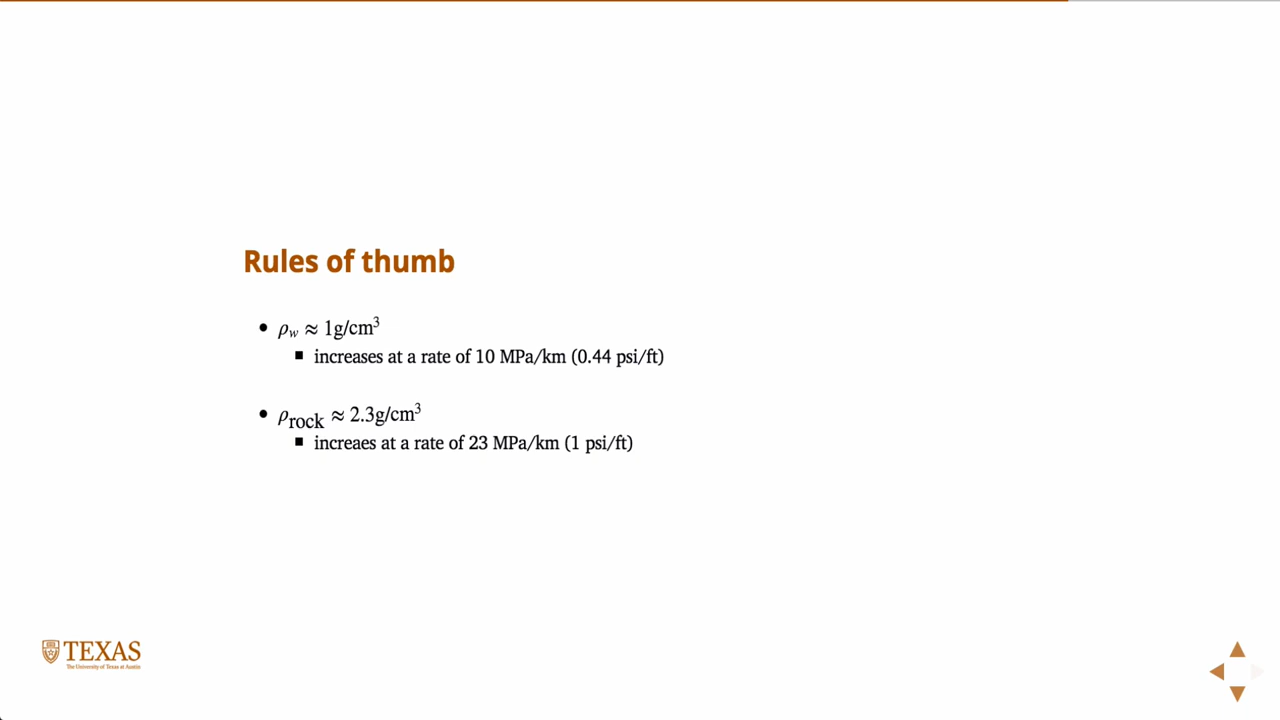 Rules of thumb
• ρw ≈ 1g/cm³
▪ increases at a rate of 10 MPa/km (0.44 psi/ft)
• ρrock ≈ 2.3g/cm³
▪ increaes at a rate of 23 MPa/km (1 psi/ft)
TEXAS
The University of Texas at Austin